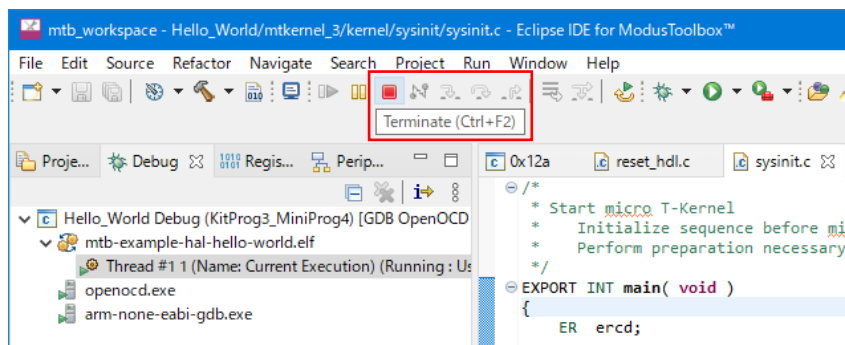 mtb_workspace - Hello_World/mtkernel_3/kernel/sysinit/sysinit.c - Eclipse IDE for ModusToolbox™
File Edit Source Refactor Navigate Search Project Run Window Help
Terminate (Ctrl+F2)
Proje... Debug Regis... Perip...
0x12a reset_hdl.c sysinit.c
Hello_World Debug (KitProg3_MiniProg4) [GDB OpenOCD
mtb-example-hal-hello-world.elf
Thread #1 1 (Name: Current Execution) (Running : Us
openocd.exe
arm-none-eabi-gdb.exe
/*
* Start micro T-Kernel
* Initialize sequence before mi
* Perform preparation necessary
*/
EXPORT INT main( void )
{
ER ercd;